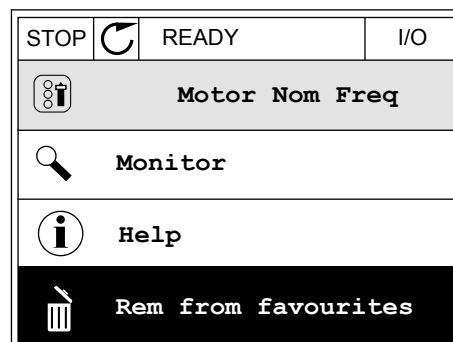 STOP READY I/O
Motor Nom Freq
Monitor
Help
Rem from favourites